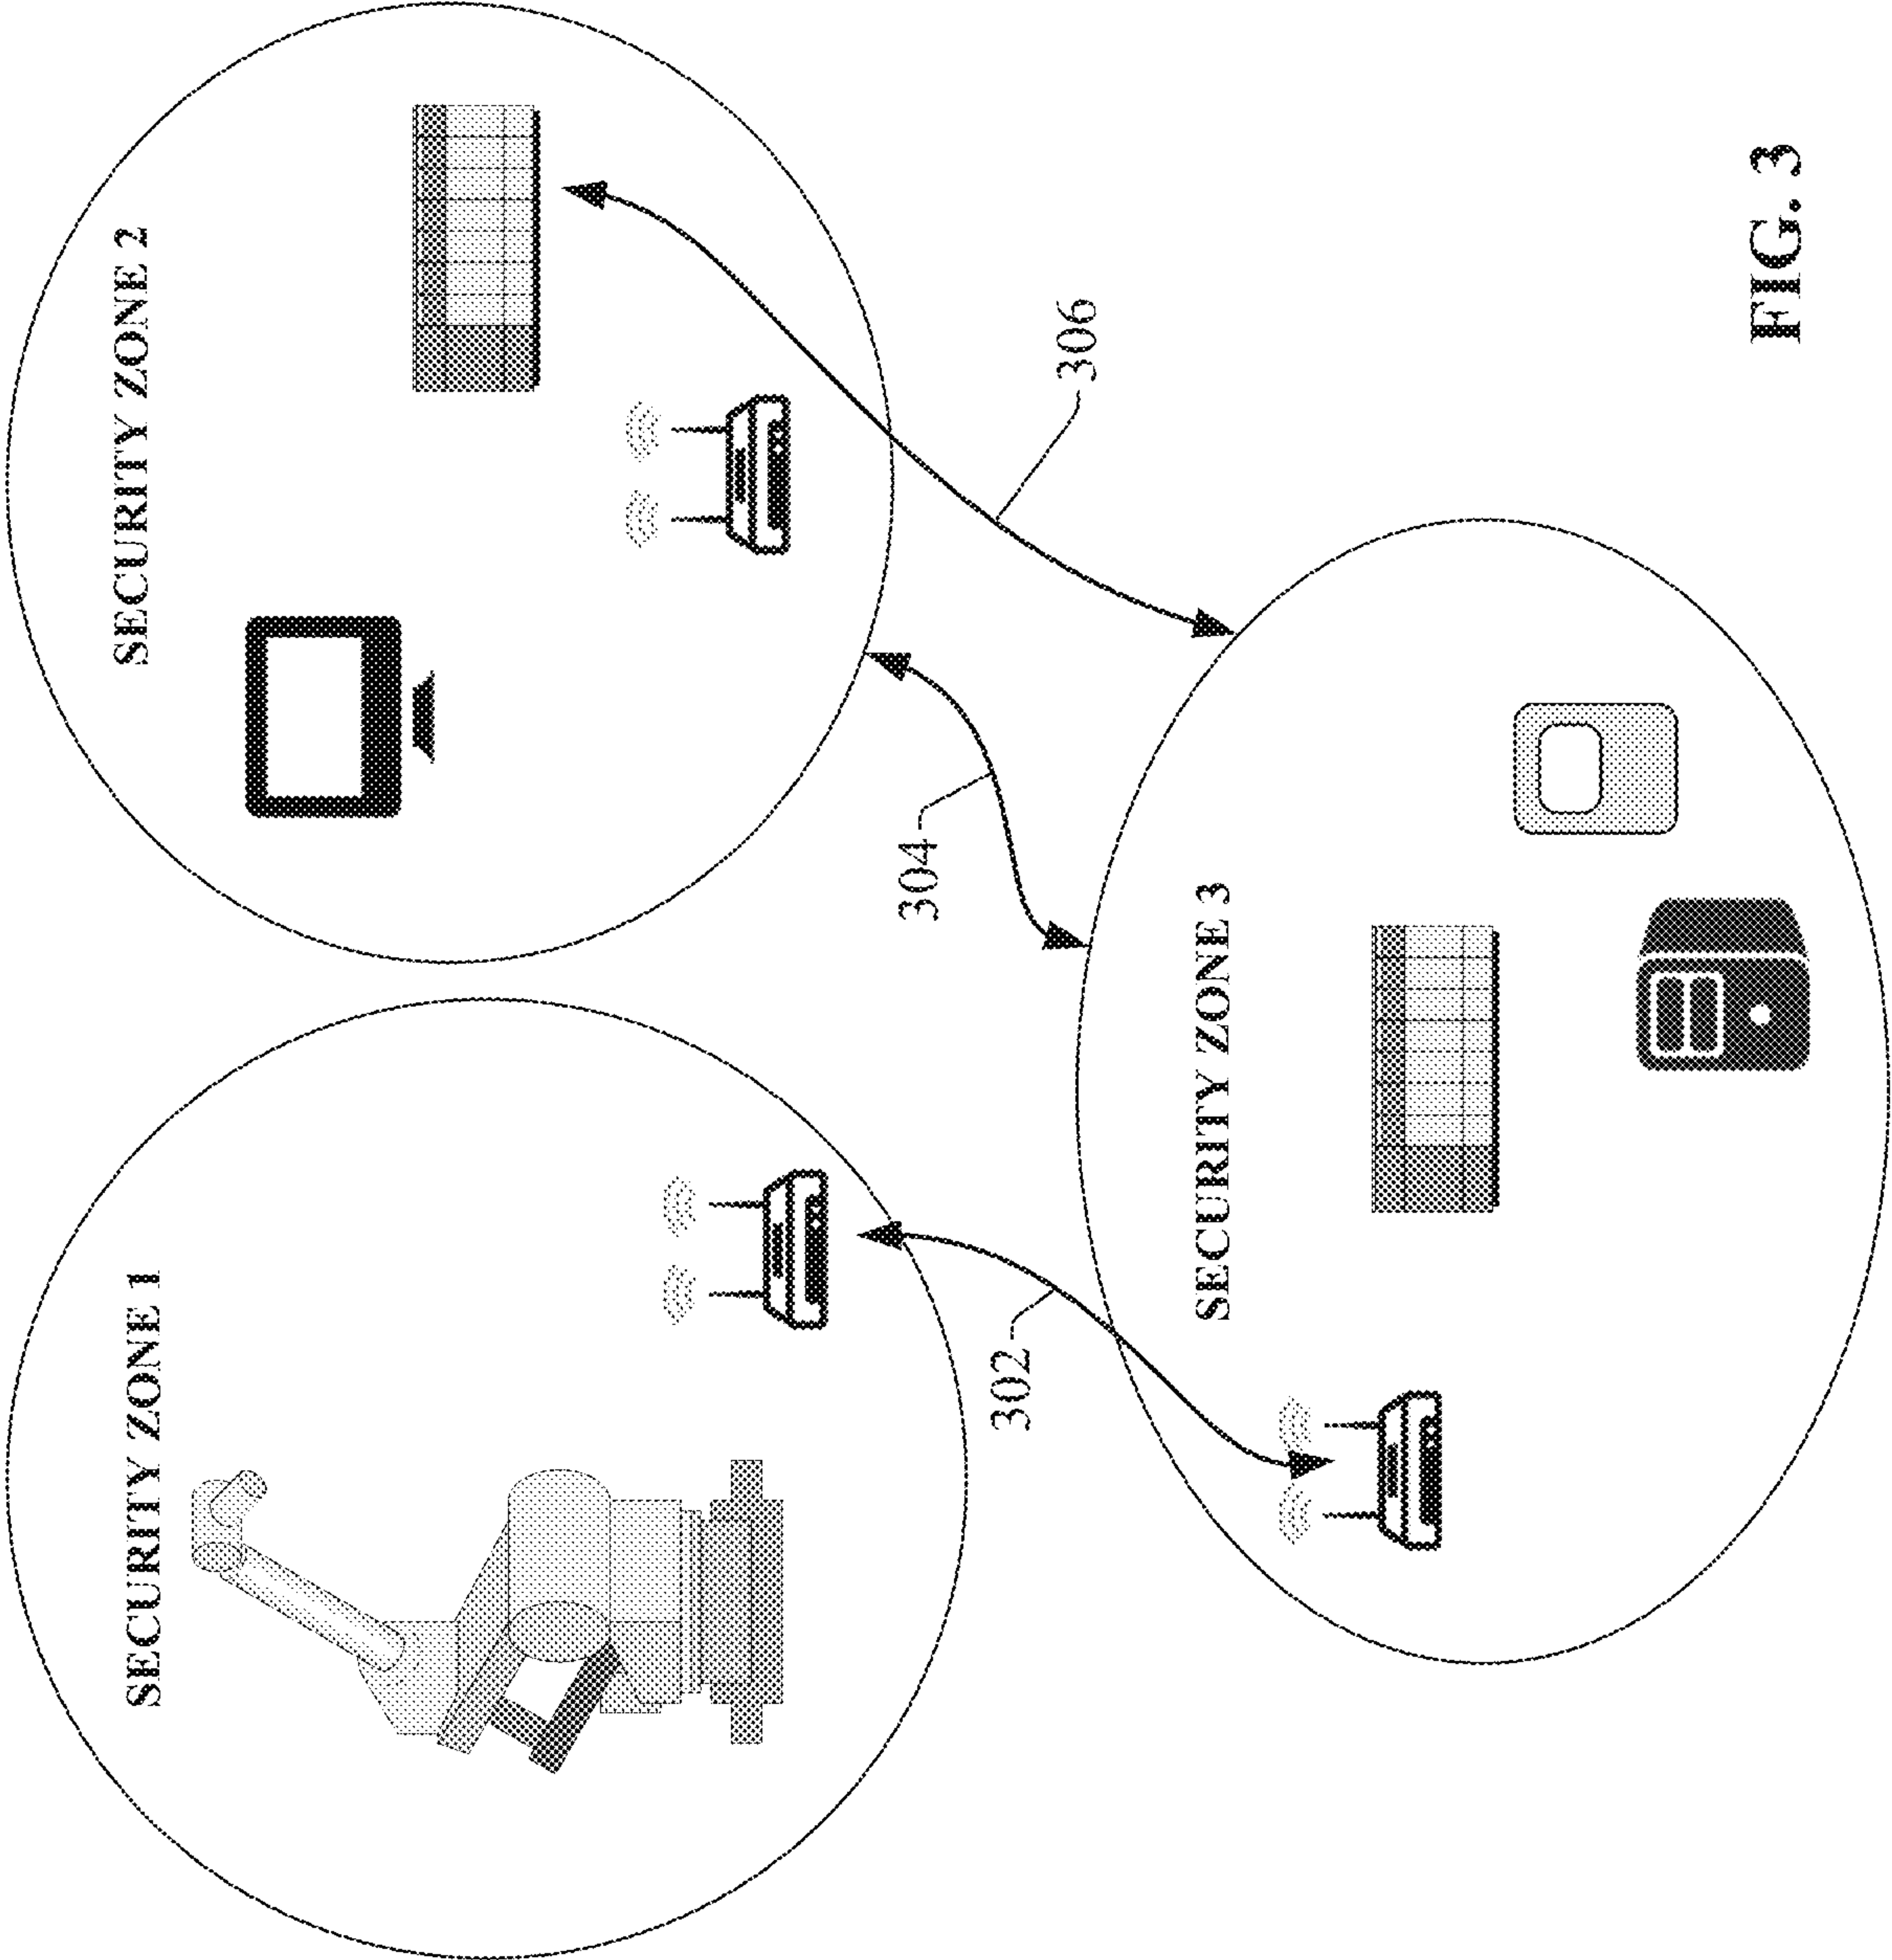 SECURITY ZONE 1
SECURITY ZONE 2
302
304
306
SECURITY ZONE 3
FIG. 3